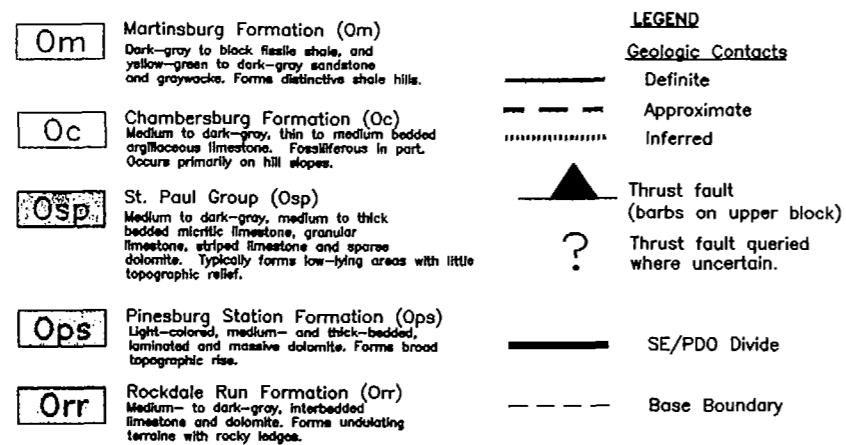 Om
Martinsburg Formation (Om)
Dark-gray to black fissile shale, and
yellow-green to dark-gray sandstone
and graywacke. Forms distinctive shale hills.
Oc
Chambersburg Formation (Oc)
Medium to dark-gray, thin to medium bedded
argillaceous limestone. Fossiliferous in part.
Occurs primarily on hill slopes.
Osp
St. Paul Group (Osp)
Medium to dark-gray, medium to thick
bedded micritic limestone, granular
limestone, striped limestone and sparse
dolomite. Typically forms low-lying areas with little
topographic relief.
Ops
Pinesburg Station Formation (Ops)
Light-colored, medium- and thick-bedded,
laminated and massive dolomite. Forms broad
topographic rise.
Orr
Rockdale Run Formation (Orr)
Medium- to dark-gray, interbedded
limestone and dolomite. Forms undulating
terraine with rocky ledges.
LEGEND
Geologic Contacts
Definite
Approximate
Inferred
Thrust fault
(barbs on upper block)
?
Thrust fault queried
where uncertain.
SE/PDO Divide
Base Boundary